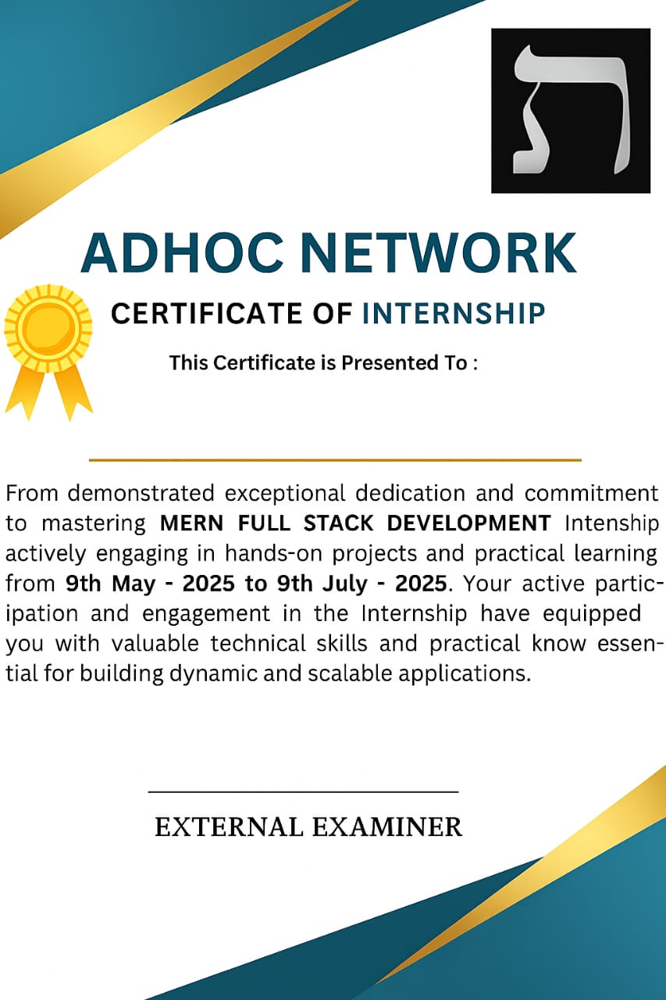 ת
ADHOC NETWORK
CERTIFICATE OF INTERNSHIP
This Certificate is Presented To :
From demonstrated exceptional dedication and commitment
to mastering MERN FULL STACK DEVELOPMENT Intenship
actively engaging in hands-on projects and practical learning
from 9th May - 2025 to 9th July - 2025. Your active partic-
ipation and engagement in the Internship have equipped
you with valuable technical skills and practical know essen-
tial for building dynamic and scalable applications.
EXTERNAL EXAMINER